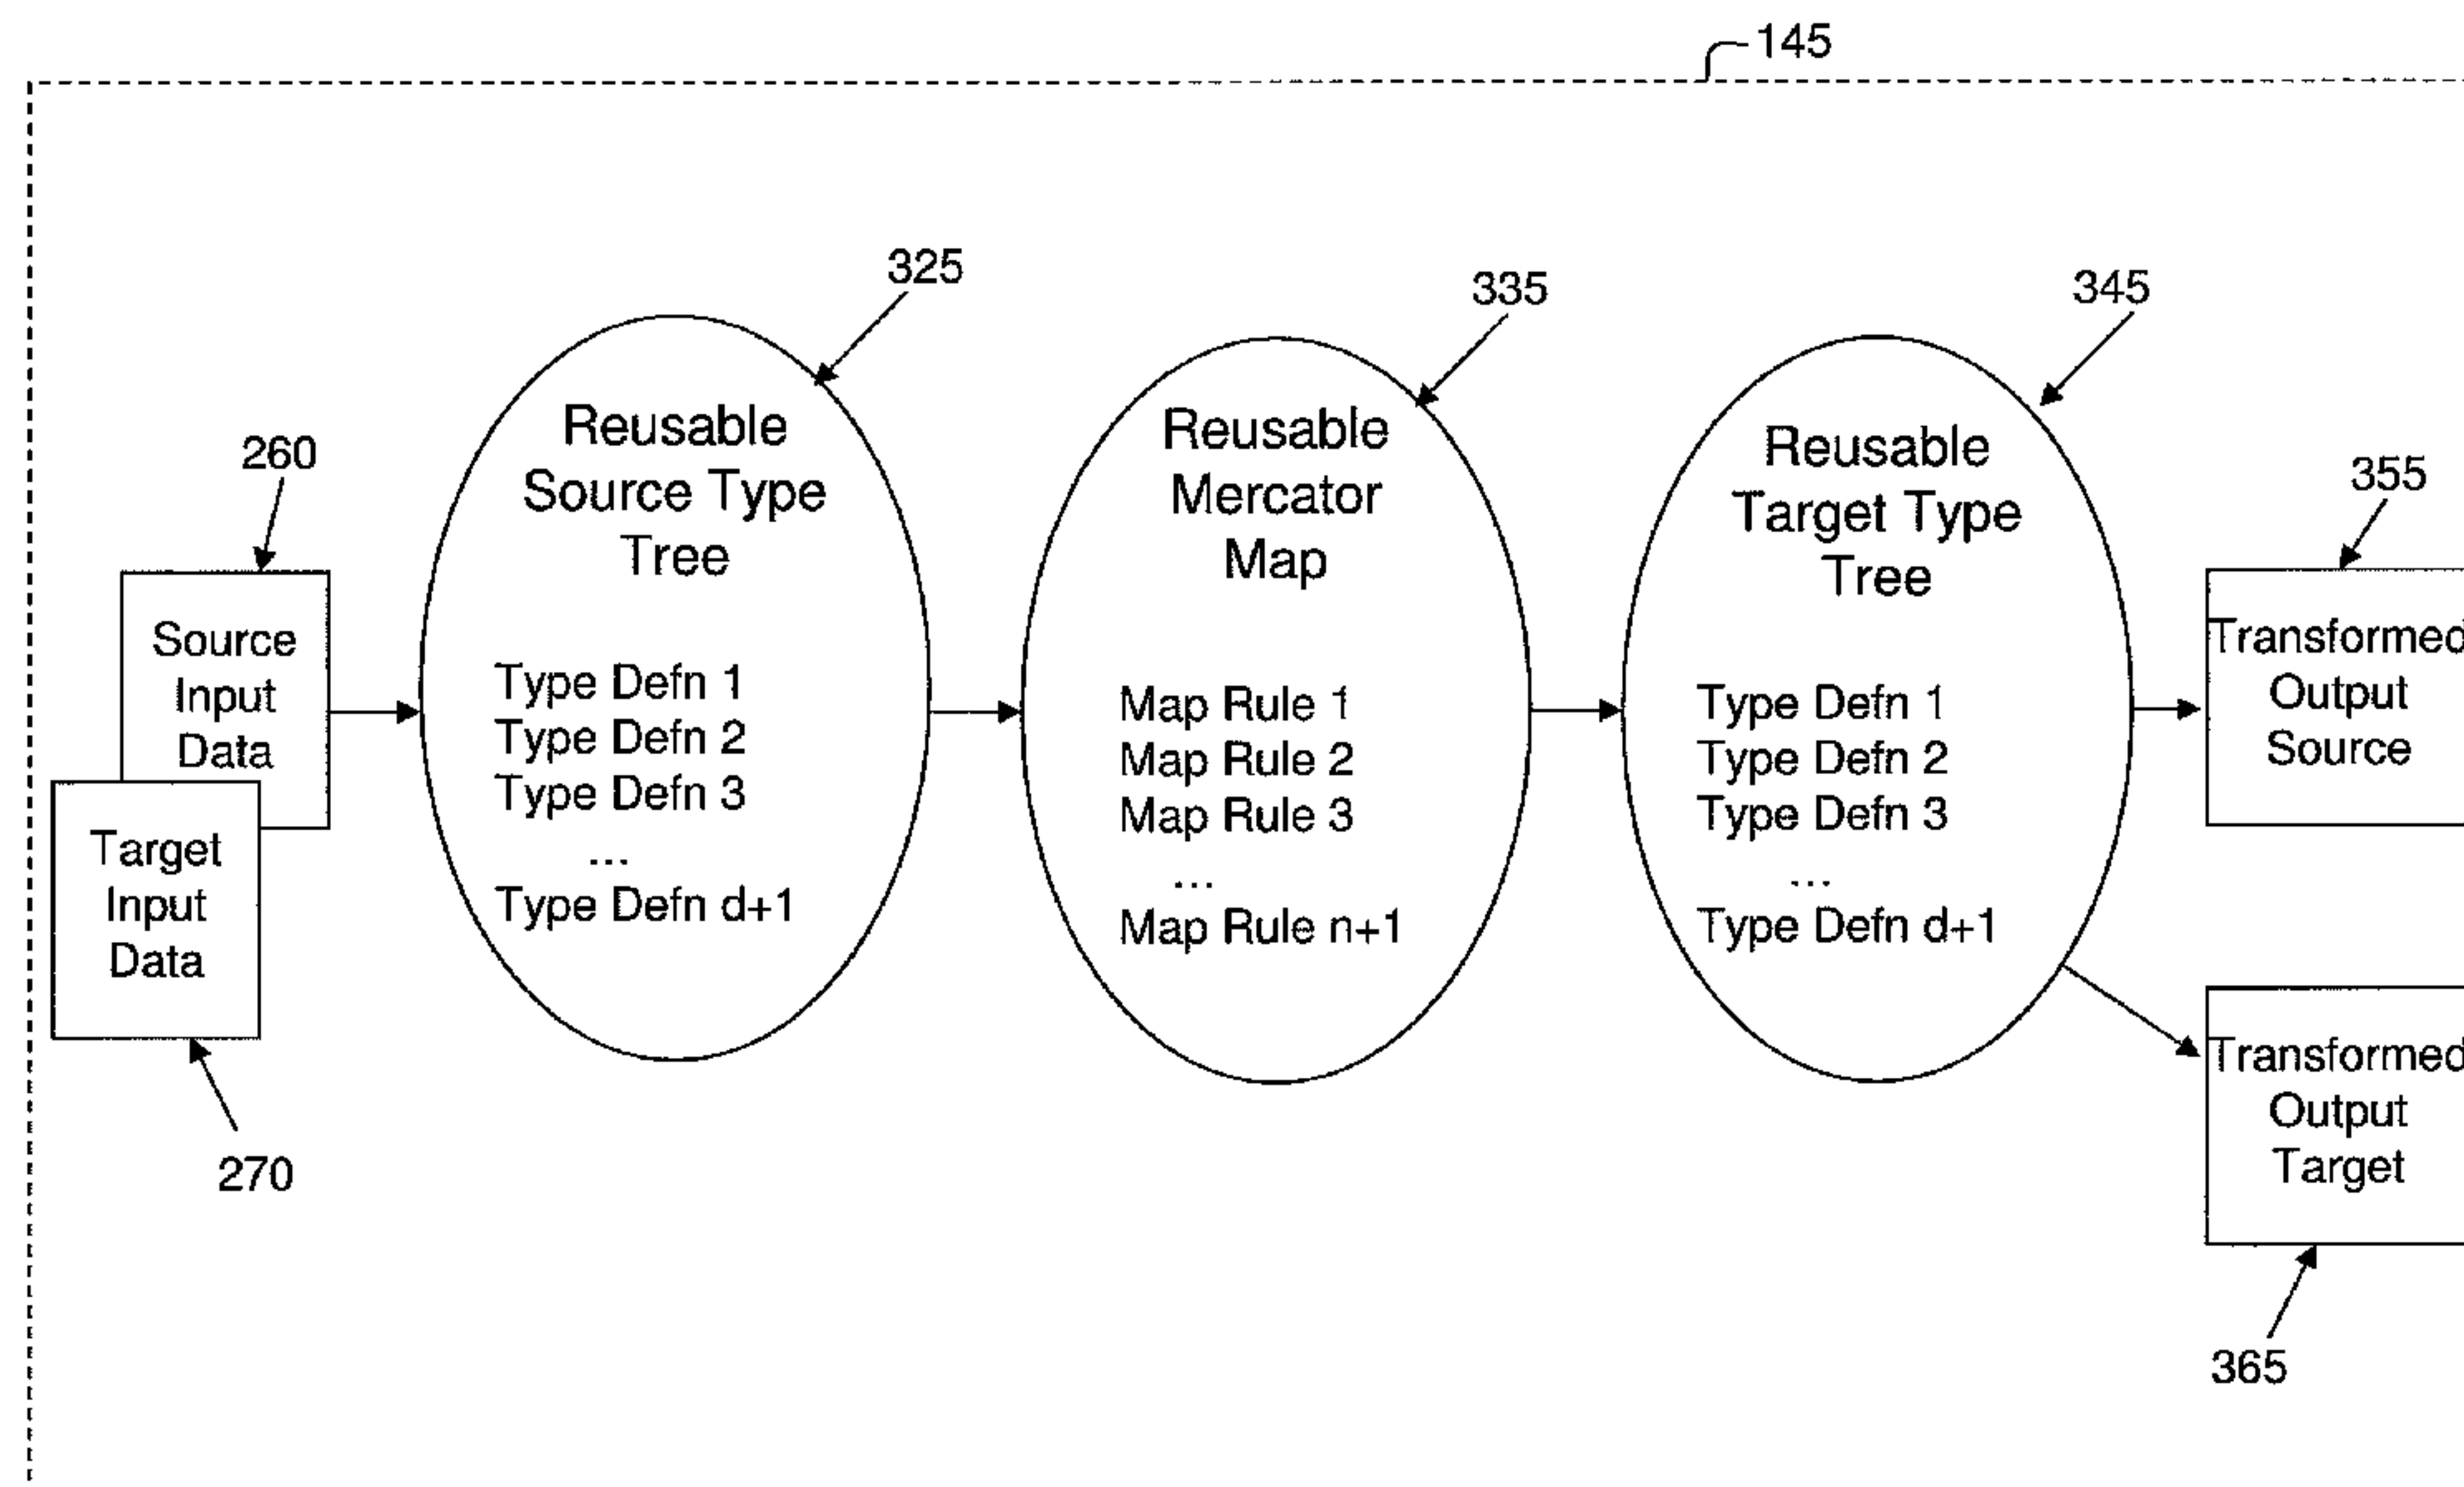 145
325
335
345
260
355
Reusable
Source Type
Tree
Type Defn 1
Type Defn 2
Type Defn 3
...
Type Defn d+1
Reusable
Mercator
Map
Map Rule 1
Map Rule 2
Map Rule 3
...
Map Rule n+1
Reusable
Target Type
Tree
Type Defn 1
Type Defn 2
Type Defn 3
...
Type Defn d+1
Source
Input
Data
Target
Input
Data
270
Transformed
Output
Source
Transformed
Output
Target
365